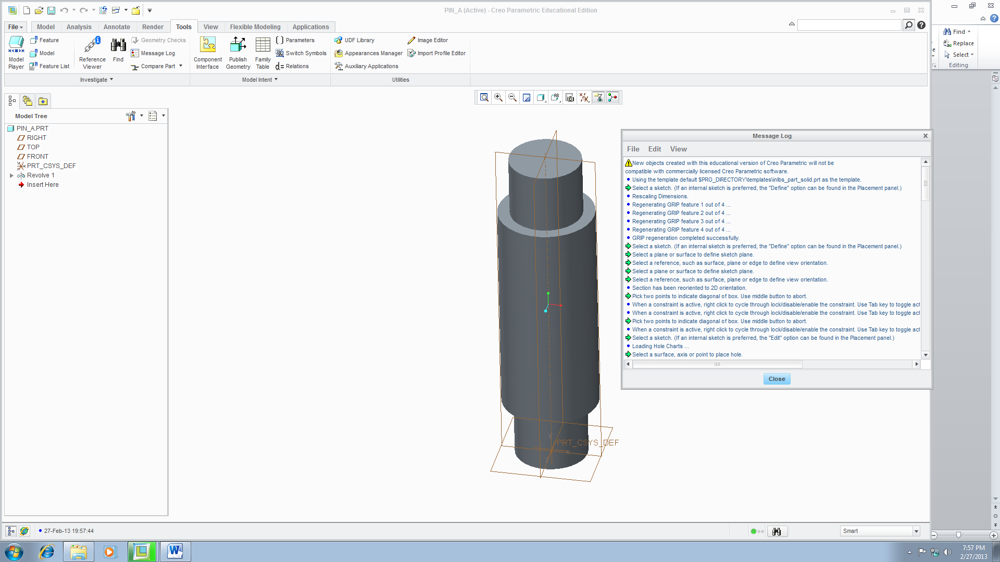 PIN_A (Active) - Creo Parametric Educational Edition
File Model Analysis Annotate Render Tools View Flexible Modeling Applications
Model Player
Feature
Model
Feature List
Reference Viewer
Find
Geometry Checks
Message Log
Compare Part
Component Interface
Publish Geometry
Family Table
Parameters
Switch Symbols
d= Relations
UDF Library
Appearances Manager
Auxiliary Applications
Image Editor
Import Profile Editor
Investigate
Model Intent
Utilities
Find
Replace
Select
Editing
Model Tree
PIN_A.PRT
RIGHT
TOP
FRONT
PRT_CSYS_DEF
Revolve 1
Insert Here
PRT_CSYS_DEF
Y
X
Z
Message Log
File Edit View
New objects created with this educational version of Creo Parametric will not be
compatible with commercially licensed Creo Parametric software.
Using the template default $PRO_DIRECTORY\templates\inlbs_part_solid.prt as the template.
Select a sketch. (If an internal sketch is preferred, the "Define" option can be found in the Placement panel.)
Rescaling Dimensions.
Regenerating GRIP feature 1 out of 4 ...
Regenerating GRIP feature 2 out of 4 ...
Regenerating GRIP feature 3 out of 4 ...
Regenerating GRIP feature 4 out of 4 ...
GRIP regeneration completed successfully.
Select a sketch. (If an internal sketch is preferred, the "Define" option can be found in the Placement panel.)
Select a plane or surface to define sketch plane.
Select a reference, such as surface, plane or edge to define view orientation.
Select a plane or surface to define sketch plane.
Select a reference, such as surface, plane or edge to define view orientation.
Section has been reoriented to 2D orientation.
Pick two points to indicate diagonal of box. Use middle button to abort.
When a constraint is active, right click to cycle through lock/disable/enable the constraint. Use Tab key to toggle act
When a constraint is active, right click to cycle through lock/disable/enable the constraint. Use Tab key to toggle act
Pick two points to indicate diagonal of box. Use middle button to abort.
When a constraint is active, right click to cycle through lock/disable/enable the constraint. Use Tab key to toggle act
Select a sketch. (If an internal sketch is preferred, the "Edit" option can be found in the Placement panel.)
Loading Hole Charts ...
Select a surface, axis or point to place hole.
Close
27-Feb-13 19:57:44
Smart
7:57 PM
2/27/2013